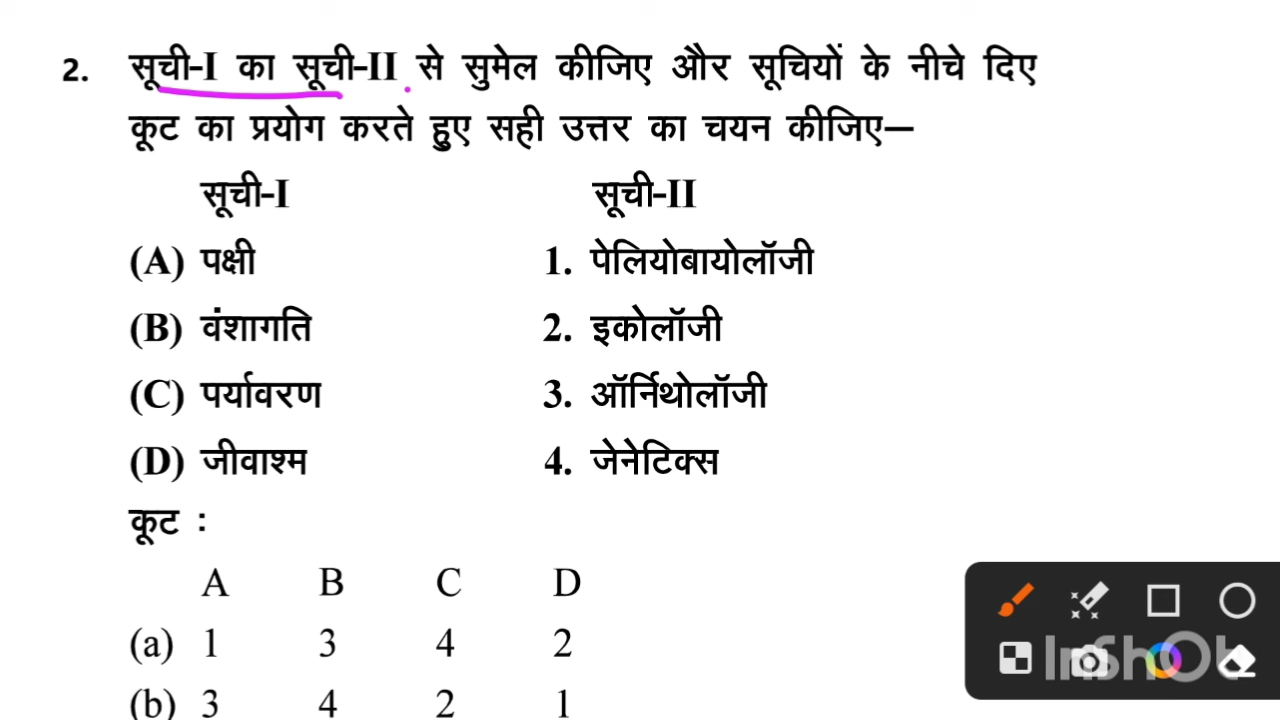 2. सूची-I का सूची-II से सुमेल कीजिए और सूचियों के नीचे दिए
कूट का प्रयोग करते हुए सही उत्तर का चयन कीजिए—
सूची-I सूची-II
(A) पक्षी 1. पेलियोबायोलॉजी
(B) वंशागति 2. इकोलॉजी
(C) पर्यावरण 3. ऑर्निथोलॉजी
(D) जीवाश्म 4. जेनेटिक्स
कूट :
A B C D
(a) 1 3 4 2
(b) 3 4 2 1
InShOt